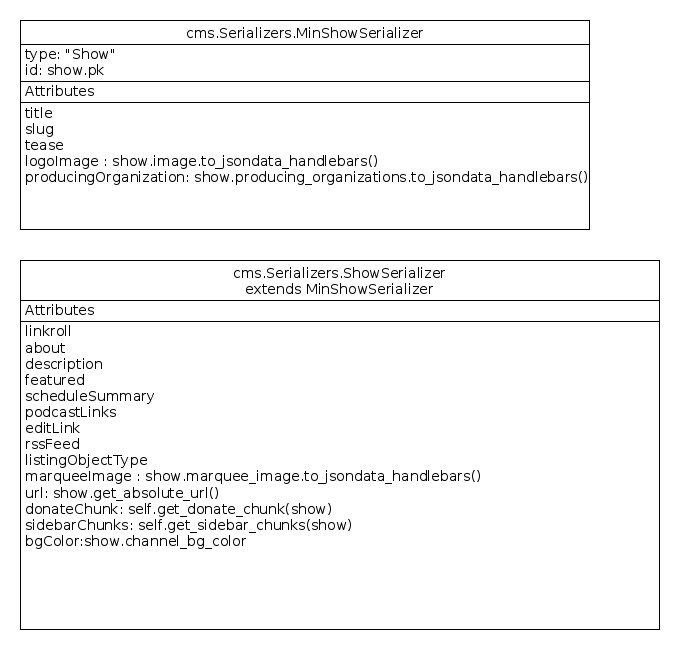 cms.Serializers.MinShowSerializer
type: "Show"
id: show.pk
Attributes
title
slug
tease
logoImage : show.image.to_jsondata_handlebars()
producingOrganization: show.producing_organizations.to_jsondata_handlebars()
cms.Serializers.ShowSerializer
extends MinShowSerializer
Attributes
linkroll
about
description
featured
scheduleSummary
podcastLinks
editLink
rssFeed
listingObjectType
marqueeImage : show.marquee_image.to_jsondata_handlebars()
url: show.get_absolute_url()
donateChunk: self.get_donate_chunk(show)
sidebarChunks: self.get_sidebar_chunks(show)
bgColor:show.channel_bg_color